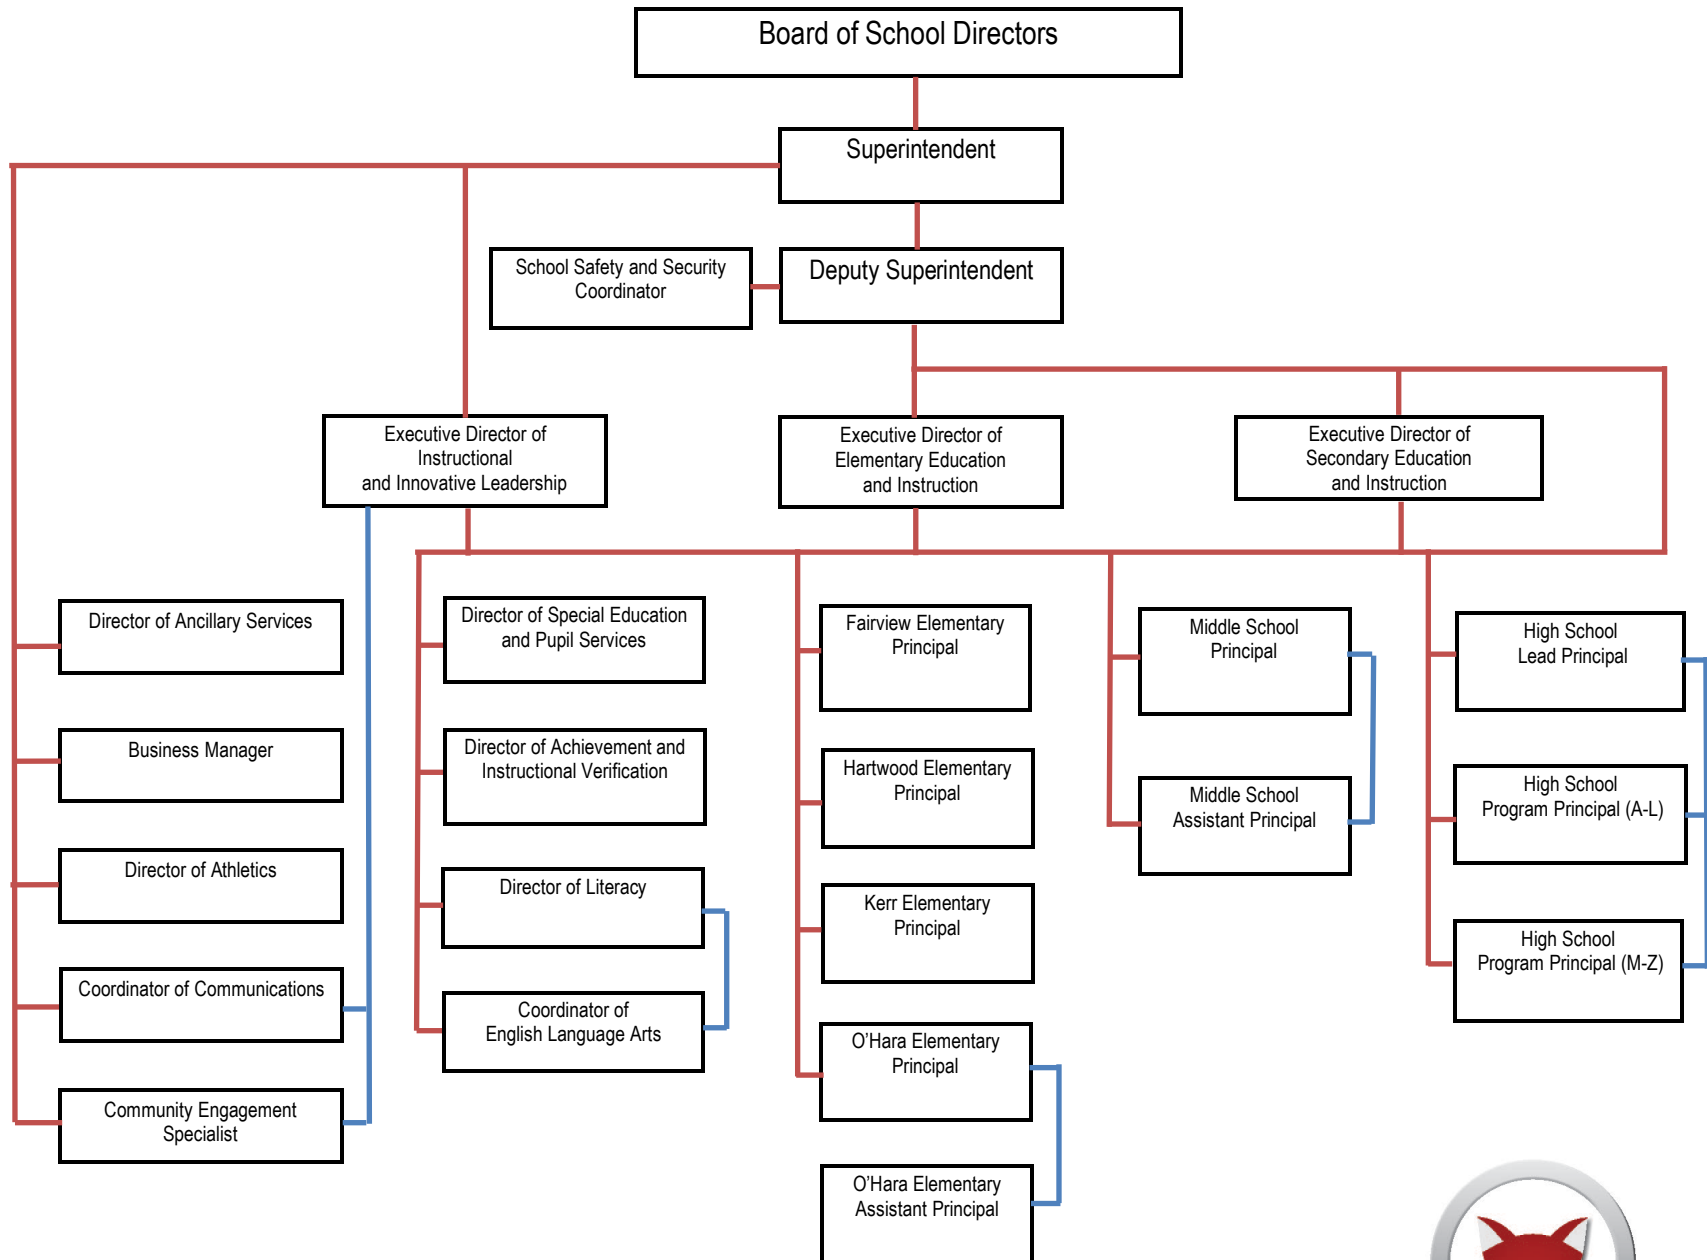 Board of School Directors
Superintendent
School Safety and Security
Coordinator
Deputy Superintendent
Executive Director of
Instructional
and Innovative Leadership
Executive Director of
Elementary Education
and Instruction
Executive Director of
Secondary Education
and Instruction
Director of Ancillary Services
Business Manager
Director of Athletics
Coordinator of Communications
Community Engagement
Specialist
Director of Special Education
and Pupil Services
Director of Achievement and
Instructional Verification
Director of Literacy
Coordinator of
English Language Arts
Fairview Elementary
Principal
Hartwood Elementary
Principal
Kerr Elementary
Principal
O'Hara Elementary
Principal
O'Hara Elementary
Assistant Principal
Middle School
Principal
Middle School
Assistant Principal
High School
Lead Principal
High School
Program Principal (A-L)
High School
Program Principal (M-Z)